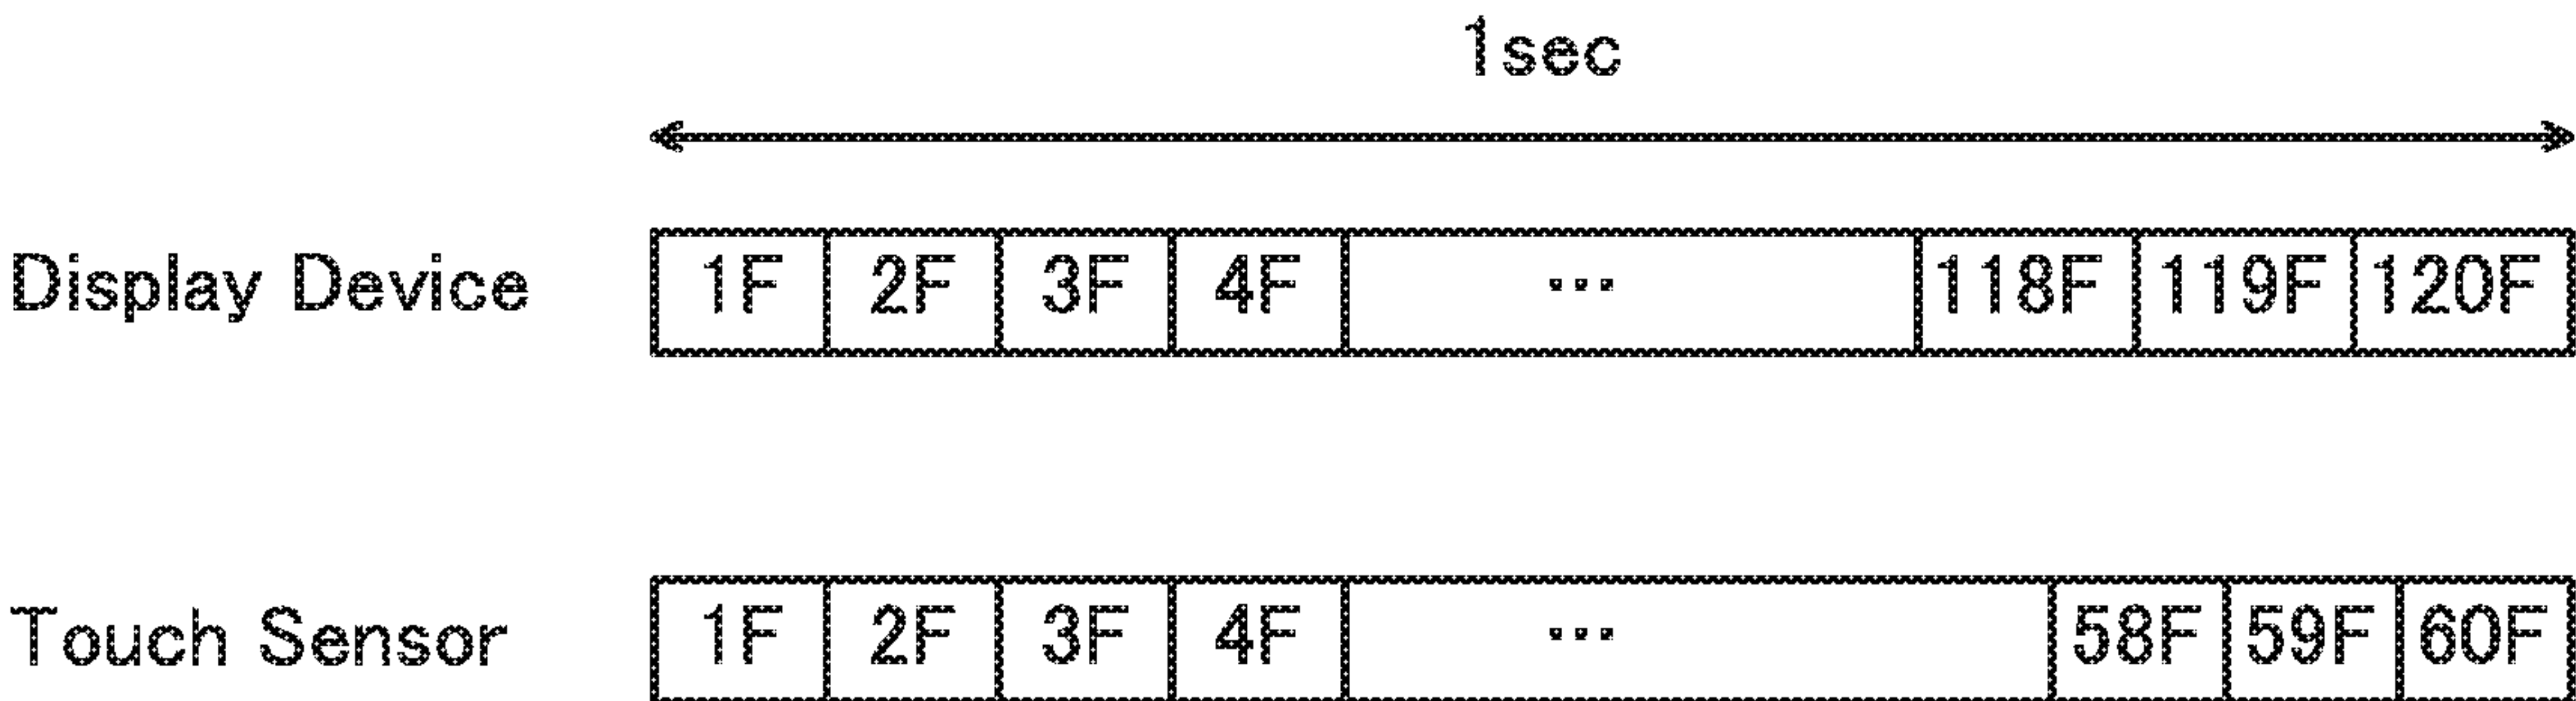 1sec
Display Device 1F 2F 3F 4F ... 118F 119F 120F
Touch Sensor 1F 2F 3F 4F ... 58F 59F 60F